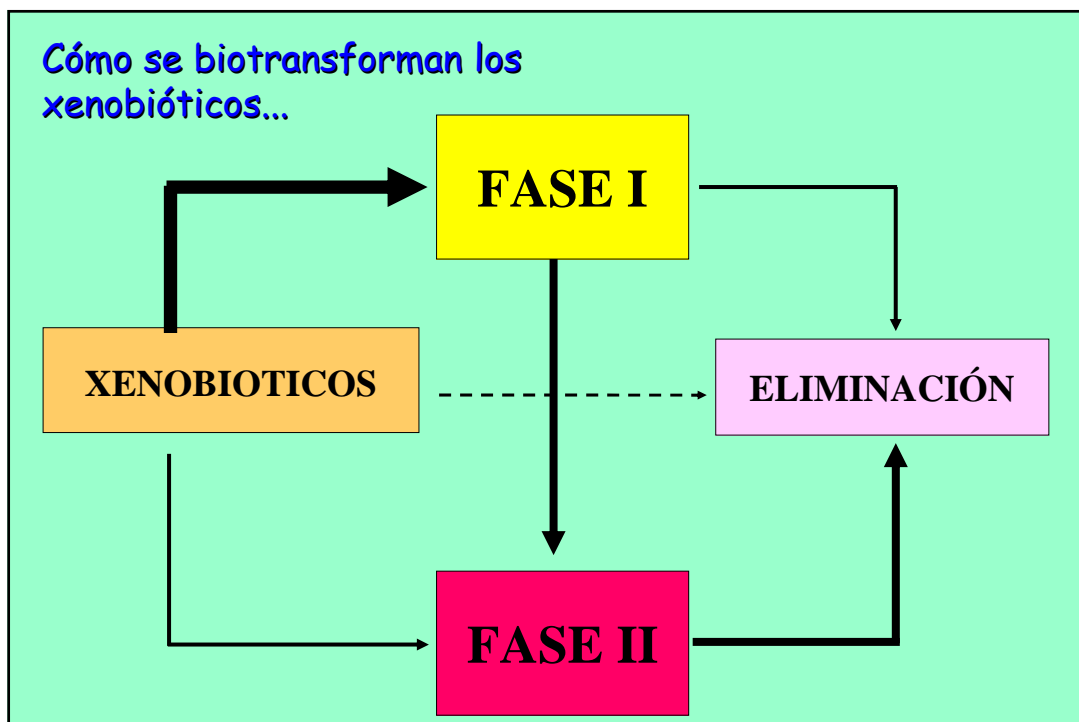 Cómo se biotransforman los
xenobióticos...
FASE I
XENOBIOTICOS
ELIMINACIÓN
FASE II